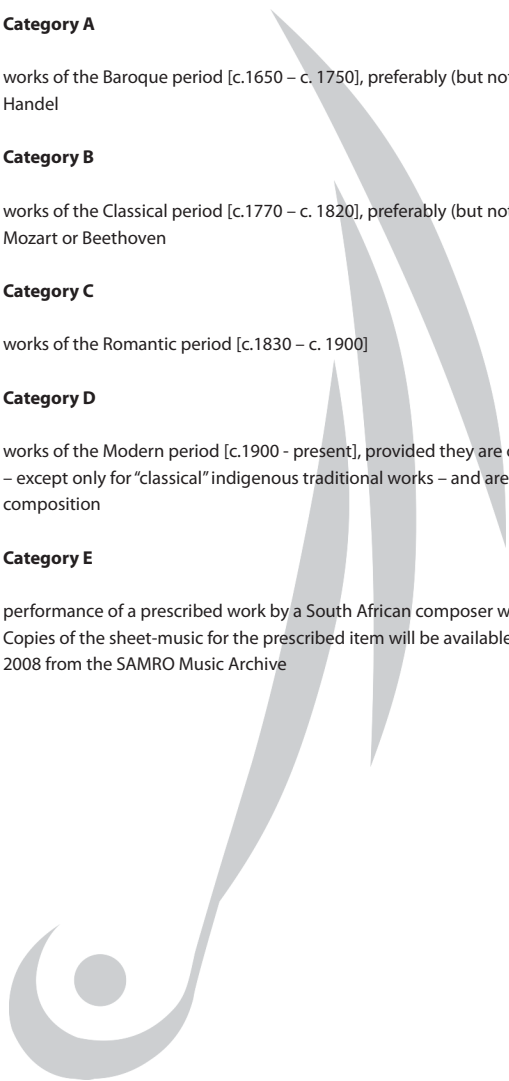 Category A
works of the Baroque period [c.1650 – c. 1750], preferably (but not
Handel
Category B
works of the Classical period [c.1770 – c. 1820], preferably (but not
Mozart or Beethoven
Category C
works of the Romantic period [c.1830 – c. 1900]
Category D
works of the Modern period [c.1900 - present], provided they are
– except only for “classical” indigenous traditional works – and are
composition
Category E
performance of a prescribed work by a South African composer
Copies of the sheet-music for the prescribed item will be available
2008 from the SAMRO Music Archive